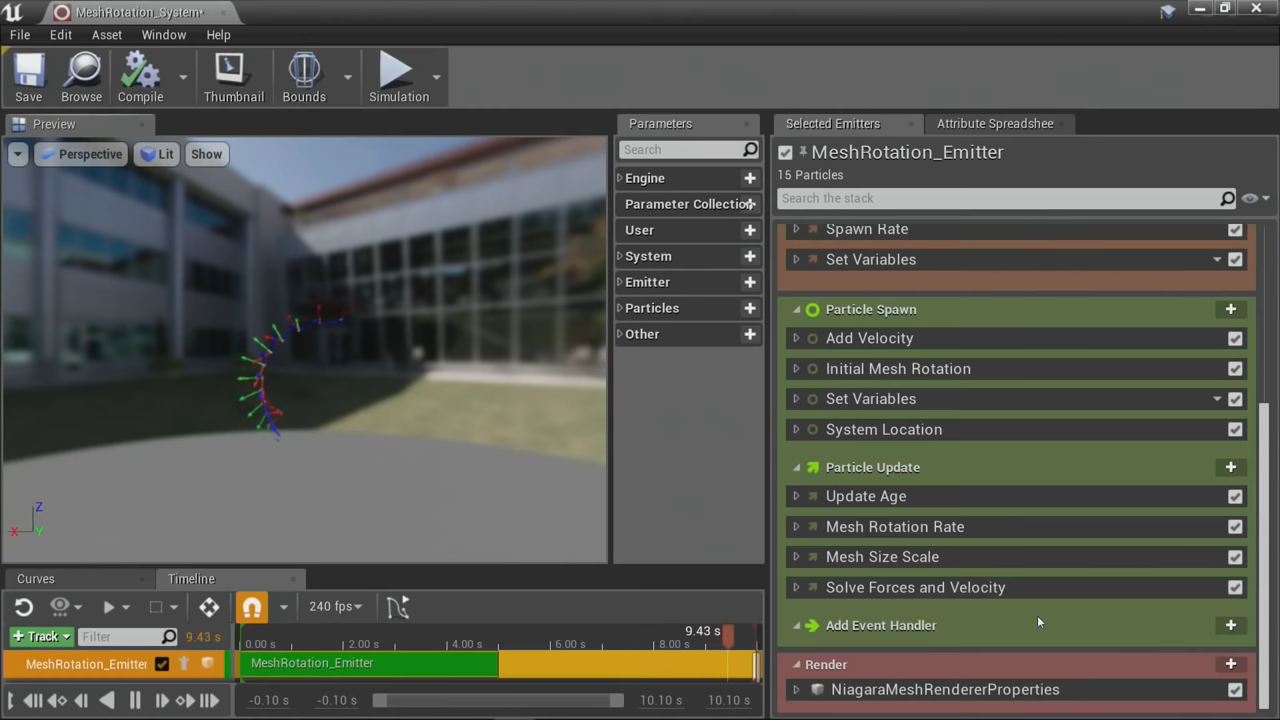 MeshRotation_System*
File Edit Asset Window Help
Save Browse Compile Thumbnail Bounds Simulation
Preview
Perspective Lit Show
Z
X Y
Parameters
Search
Engine
Parameter Collection
User
System
Emitter
Particles
Other
Selected Emitters Attribute Spreadshee
MeshRotation_Emitter
15 Particles
Search the stack
Spawn Rate
Set Variables
Particle Spawn
Add Velocity
Initial Mesh Rotation
Set Variables
System Location
Particle Update
Update Age
Mesh Rotation Rate
Mesh Size Scale
Solve Forces and Velocity
Add Event Handler
Render
NiagaraMeshRendererProperties
Curves Timeline
240 fps
+ Track Filter 9.43 s
9.43 s
0.00 s 2.00 s 4.00 s 6.00 s 8.00 s
MeshRotation_Emitter MeshRotation_Emitter
-0.10 s -0.10 s 10.10 s 10.10 s